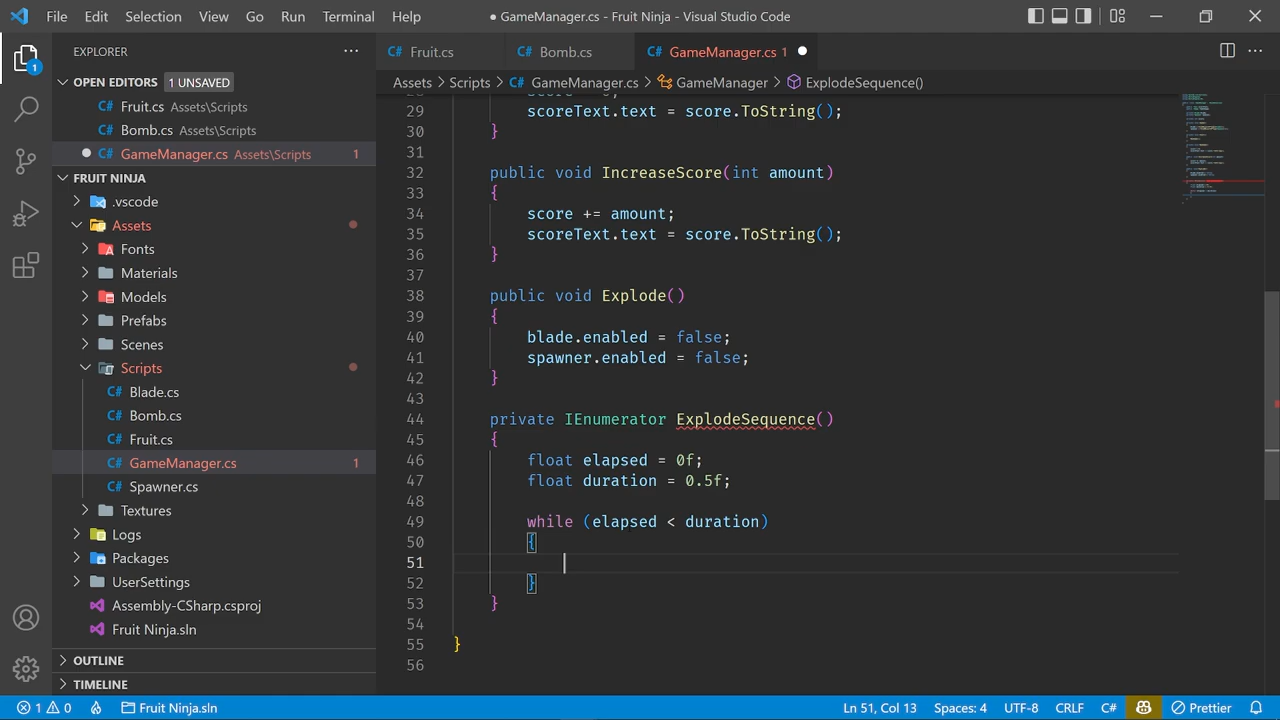 File Edit Selection View Go Run Terminal Help
● GameManager.cs - Fruit Ninja - Visual Studio Code
EXPLORER
OPEN EDITORS 1 UNSAVED
C# Fruit.cs Assets\Scripts
C# Bomb.cs Assets\Scripts
● C# GameManager.cs Assets\Scripts 1
FRUIT NINJA
.vscode
Assets
Fonts
Materials
Models
Prefabs
Scenes
Scripts
C# Blade.cs
C# Bomb.cs
C# Fruit.cs
C# GameManager.cs 1
C# Spawner.cs
Textures
Logs
Packages
UserSettings
Assembly-CSharp.csproj
Fruit Ninja.sln
OUTLINE
TIMELINE
1
C# Fruit.cs C# Bomb.cs C# GameManager.cs 1 ●
Assets > Scripts > C# GameManager.cs > GameManager > ExplodeSequence()
29 scoreText.text = score.ToString();
30 }
31
32 public void IncreaseScore(int amount)
33 {
34 score += amount;
35 scoreText.text = score.ToString();
36 }
37
38 public void Explode()
39 {
40 blade.enabled = false;
41 spawner.enabled = false;
42 }
43
44 private IEnumerator ExplodeSequence()
45 {
46 float elapsed = 0f;
47 float duration = 0.5f;
48
49 while (elapsed < duration)
50 {
51
52 }
53 }
54
55 }
56
1 0 Fruit Ninja.sln Ln 51, Col 13 Spaces: 4 UTF-8 CRLF C# Prettier